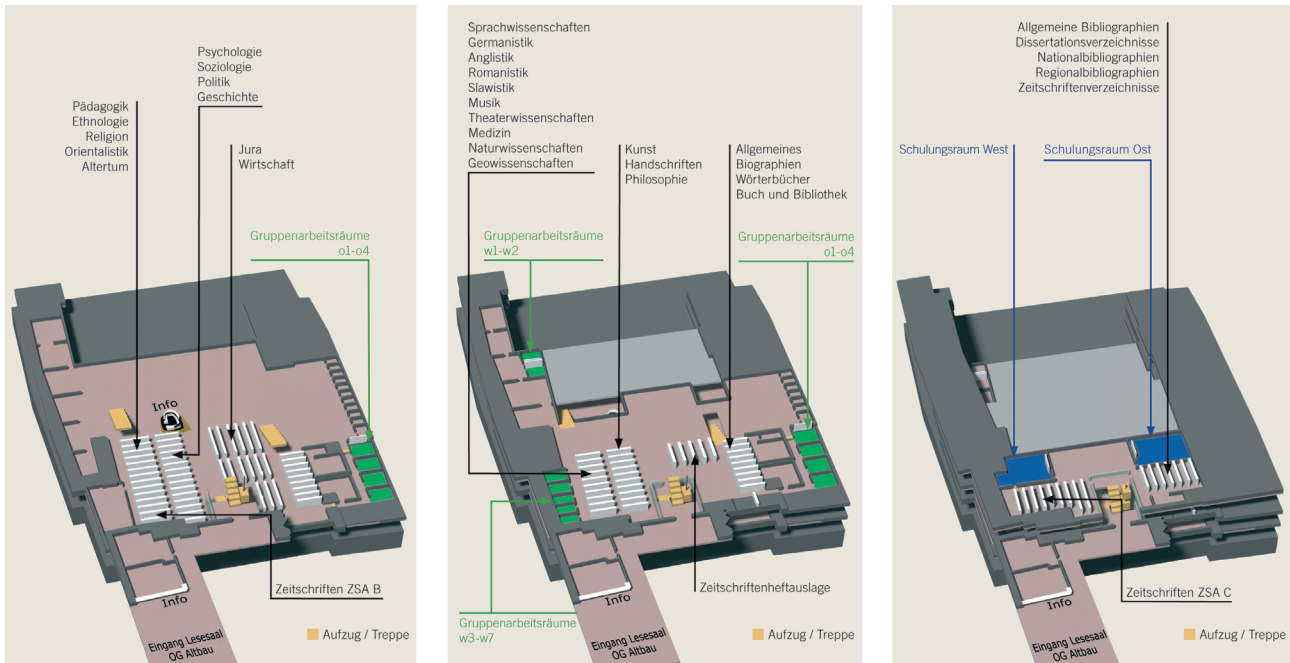 Psychologie
Soziologie
Politik
Geschichte
Pädagogik
Ethnologie
Religion
Orientalistik
Altertum
Jura
Wirtschaft
Gruppenarbeitsräume
o1-o4
Info
Zeitschriften ZSA B
Info
Eingang Lesesaal
OG Altbau
Aufzug / Treppe
Sprachwissenschaften
Germanistik
Anglistik
Romanistik
Slawistik
Musik
Theaterwissenschaften
Medizin
Naturwissenschaften
Geowissenschaften
Kunst
Handschriften
Philosophie
Allgemeines
Biographien
Wörterbücher
Buch und Bibliothek
Gruppenarbeitsräume
w1-w2
Gruppenarbeitsräume
o1-o4
Zeitschriftenheftauslage
Info
Gruppenarbeitsräume
w3-w7
Eingang Lesesaal
OG Altbau
Aufzug / Treppe
Allgemeine Bibliographien
Dissertationsverzeichnisse
Nationalbibliographien
Regionalbibliographien
Zeitschriftenverzeichnisse
Schulungsraum West
Schulungsraum Ost
Zeitschriften ZSA C
Info
Eingang Lesesaal
OG Altbau
Aufzug / Treppe